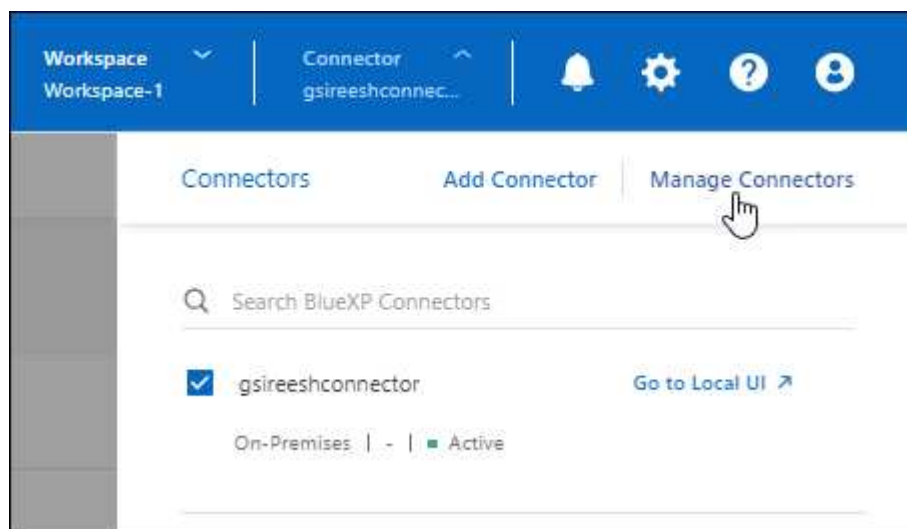 Workspace
Workspace-1
Connector
gsireeshconnec...
Connectors
Add Connector
Manage Connectors
Search BlueXP Connectors
gsireeshconnector
Go to Local UI
On-Premises | - | Active